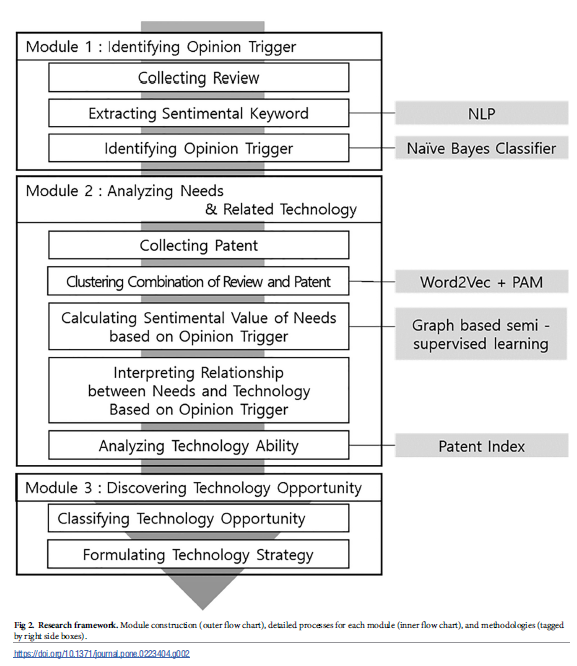 Module 1 : Identifying Opinion Trigger
Collecting Review
Extracting Sentimental Keyword
NLP
Identifying Opinion Trigger
Naïve Bayes Classifier
Module 2 : Analyzing Needs
& Related Technology
Collecting Patent
Clustering Combination of Review and Patent
Word2Vec + PAM
Calculating Sentimental Value of Needs
based on Opinion Trigger
Graph based semi -
supervised learning
Interpreting Relationship
between Needs and Technology
Based on Opinion Trigger
Analyzing Technology Ability
Patent Index
Module 3 : Discovering Technology Opportunity
Classifying Technology Opportunity
Formulating Technology Strategy
Fig 2. Research framework. Module construction (outer flow chart), detailed processes for each module (inner flow chart), and methodologies (tagged
by right side boxes).
https://doi.org/10.1371/journal.pone.0223404.g002